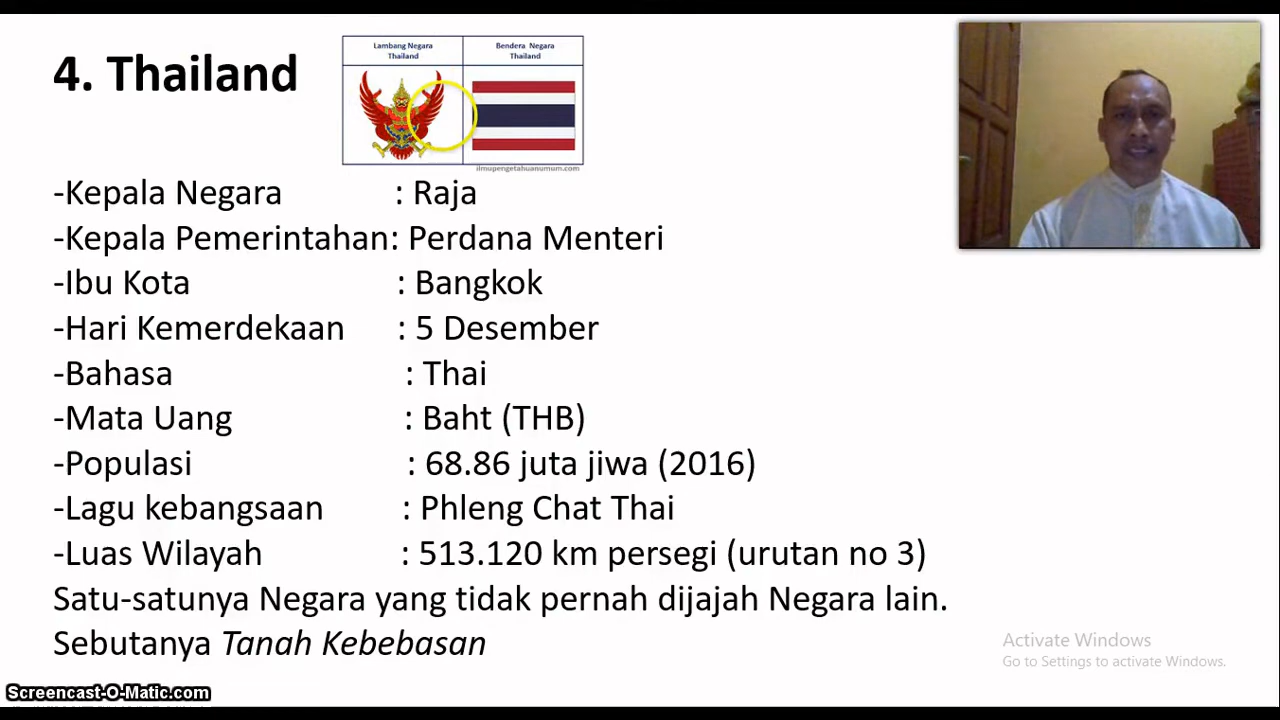 4. Thailand
Lambang Negara
Thailand
Bendera Negara
Thailand
ilmupengetahuanumum.com
-Kepala Negara : Raja
-Kepala Pemerintahan: Perdana Menteri
-Ibu Kota : Bangkok
-Hari Kemerdekaan : 5 Desember
-Bahasa : Thai
-Mata Uang : Baht (THB)
-Populasi : 68.86 juta jiwa (2016)
-Lagu kebangsaan : Phleng Chat Thai
-Luas Wilayah : 513.120 km persegi (urutan no 3)
Satu-satunya Negara yang tidak pernah dijajah Negara lain.
Sebutanya Tanah Kebebasan
Activate Windows
Go to Settings to activate Windows.
Screencast-O-Matic.com